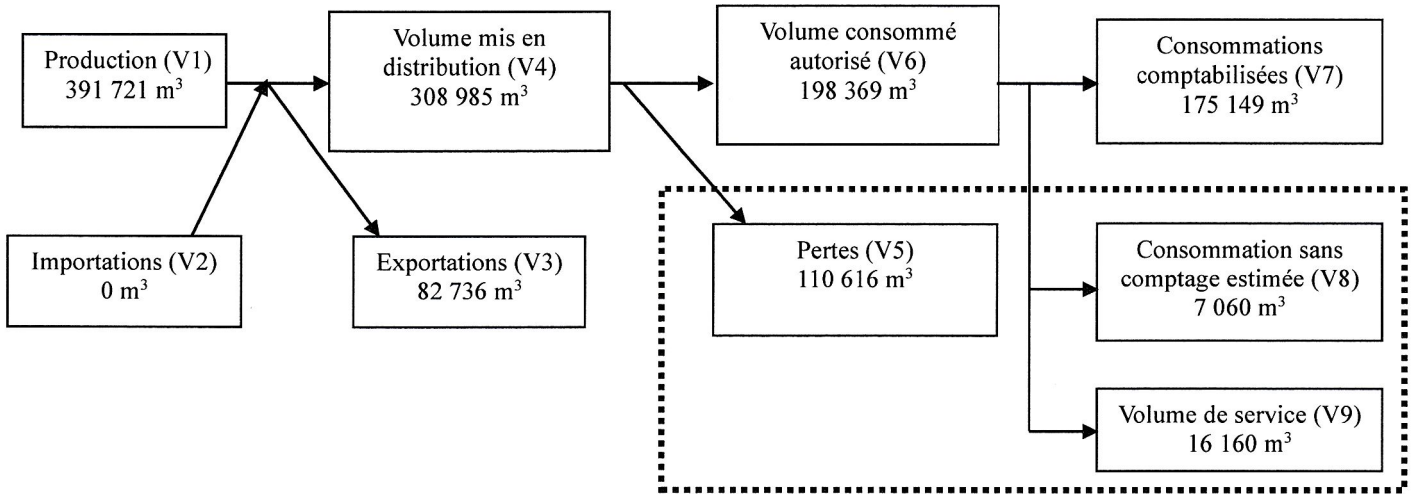 Production (V1)
391 721 m³
Volume mis en
distribution (V4)
308 985 m³
Volume consommé
autorisé (V6)
198 369 m³
Consommations
comptabilisées (V7)
175 149 m³
Importations (V2)
0 m³
Exportations (V3)
82 736 m³
Pertes (V5)
110 616 m³
Consommation sans
comptage estimée (V8)
7 060 m³
Volume de service (V9)
16 160 m³